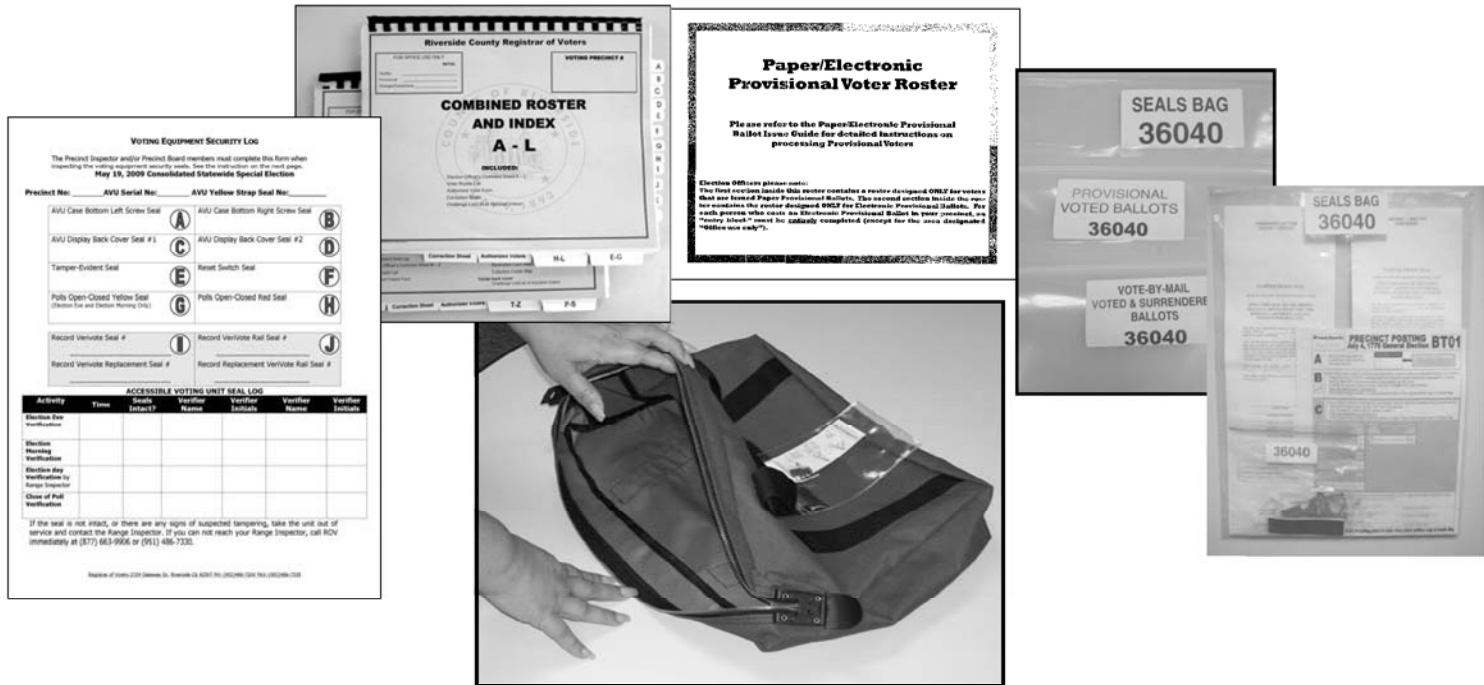 VOTING EQUIPMENT SECURITY LOG
The Precinct Inspector and/or Precinct Board members must complete this form when
inspecting the voting equipment security seals. See the instruction on the next page.
May 19, 2009 Consolidated Statewide Special Election
Precinct No: AVU Serial No: AVU Yellow Strap Seal No:
AVU Case Bottom Left Screw Seal A AVU Case Bottom Right Screw Seal B
AVU Display Back Cover Seal #1 C AVU Display Back Cover Seal #2 D
Tamper-Evident Seal E Reset Switch Seal F
Polls Open-Closed Yellow Seal G Polls Open-Closed Red Seal H
(Election Eve and Election Morning Only)
Record Verivote Seal # I Record VeriVote Rail Seal # J
Record Verivote Replacement Seal # Record Replacement VeriVote Rail Seal #
ACCESSIBLE VOTING UNIT SEAL LOG
Activity Time Seals Intact? Verifier Name Verifier Initials Verifier Name Verifier Initials
Election Eve
Verification
Election
Morning
Verification
Election day
Verification by
Range Inspector
Close of Poll
Verification
If the seal is not intact, or there are any signs of suspected tampering, take the unit out of
service and contact the Range Inspector. If you can not reach your Range Inspector, call ROV
immediately at (877) 663-9906 or (951) 486-7330.
Riverside County Registrar of Voters
FOR OFFICE USE ONLY
VOTING PRECINCT #
COMBINED ROSTER
AND INDEX
A - L
INCLUDED:
A
B
C
D
E
F
G
H
I
J
Correction Sheet Authorized Voters H-L E-G
Correction Sheet Authorized Voters T-Z P-S
Paper/Electronic
Provisional Voter Roster
Please refer to the Paper/Electronic Provisional
Ballot Issue Guide for detailed instructions on
processing Provisional Voters
Election Officers please note:
The first section inside this roster contains a roster designed ONLY for voters
that are issued Paper Provisional Ballots. The second section inside the ros-
ter contains the roster designed ONLY for Electronic Provisional Ballots. For
each person who casts an Electronic Provisional Ballot in your precinct, an
"entry block" must be entirely completed (except for the area designated
"Office use only").
SEALS BAG
36040
PROVISIONAL
VOTED BALLOTS
36040
VOTE-BY-MAIL
VOTED & SURRENDERE
BALLOTS
36040
SEALS BAG
36040
PRECINCT POSTING BT01
July 4, 1776 General Election
A
B
C
36040